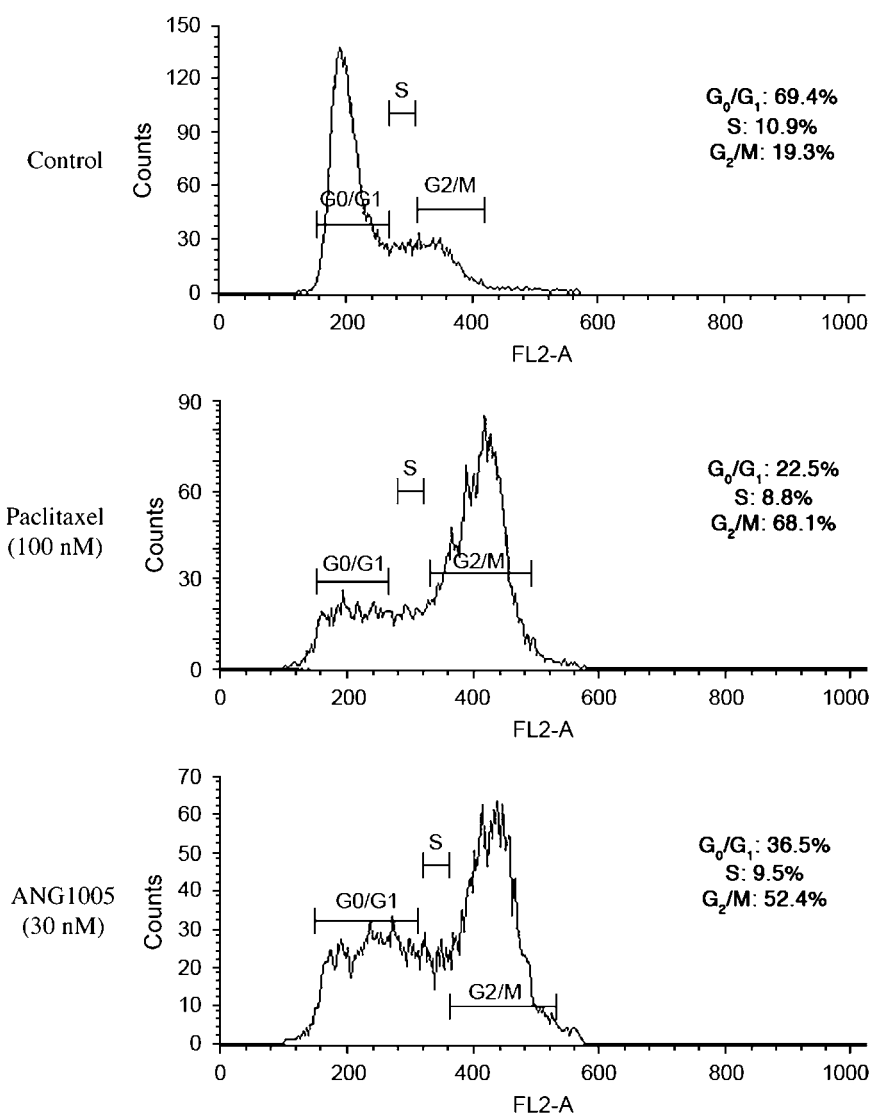 150
120
90
60
30
0
Counts
Control
S
G0/G1
G2/M
G0/G1: 69.4%
S: 10.9%
G2/M: 19.3%
0 200 400 600 800 1000
FL2-A
90
60
30
0
Counts
Paclitaxel
(100 nM)
S
G0/G1
G2/M
G0/G1: 22.5%
S: 8.8%
G2/M: 68.1%
0 200 400 600 800 1000
FL2-A
70
60
50
40
30
20
10
0
Counts
ANG1005
(30 nM)
S
G0/G1
G2/M
G0/G1: 36.5%
S: 9.5%
G2/M: 52.4%
0 200 400 600 800 1000
FL2-A